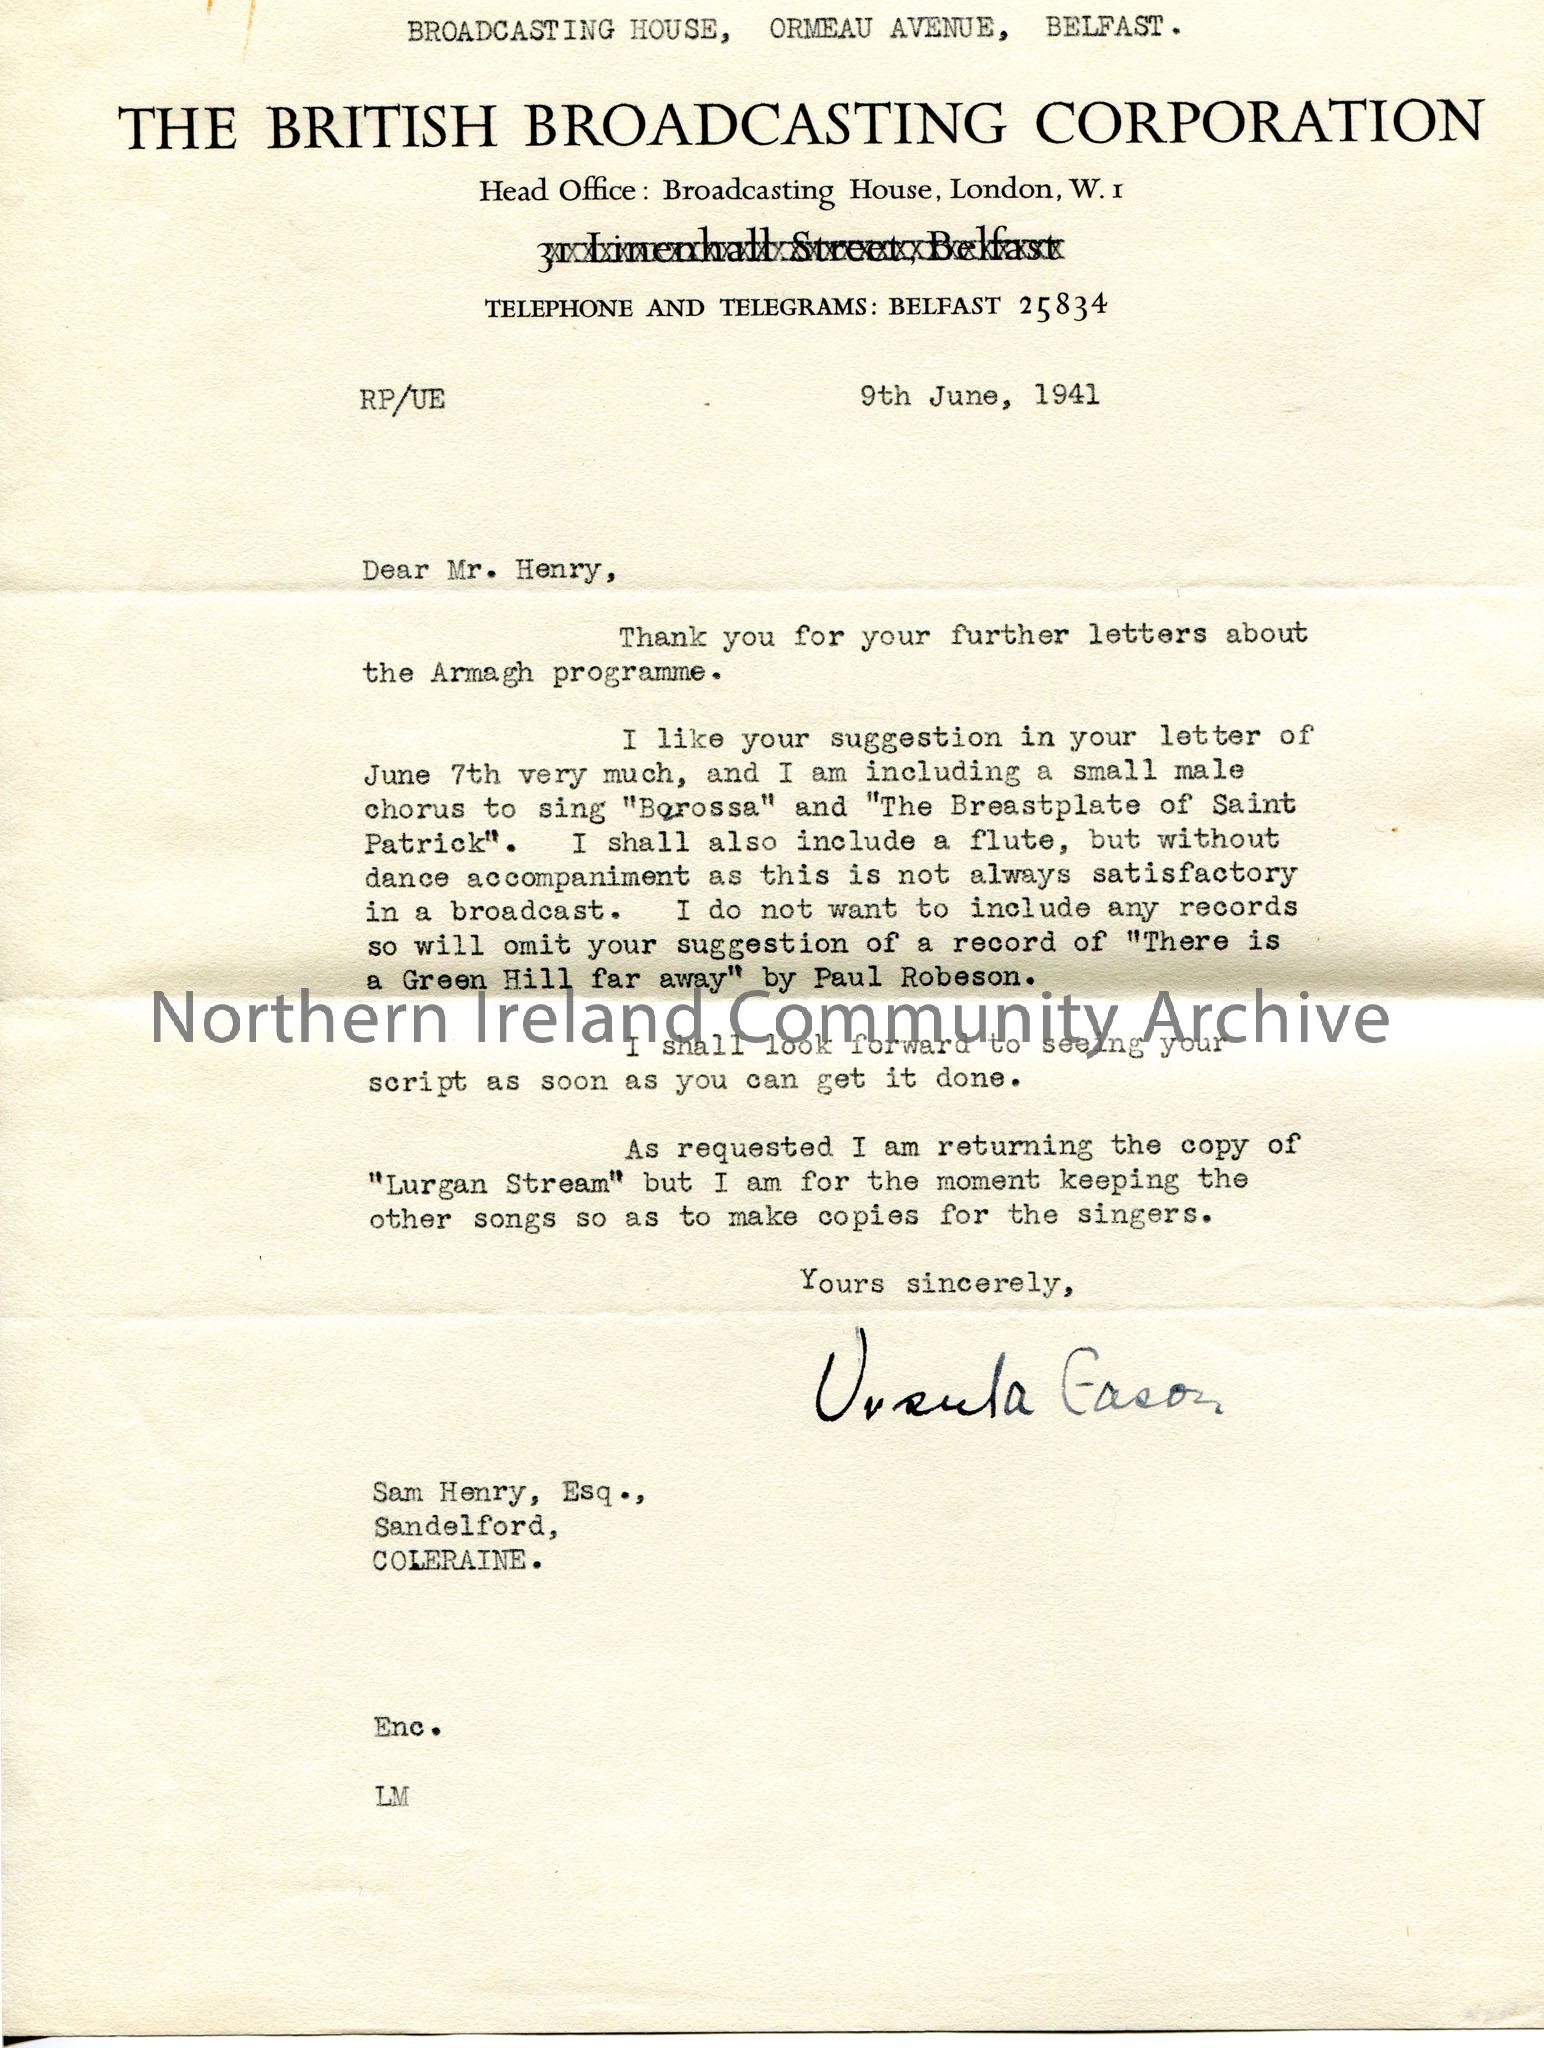 BROADCASTING HOUSE, ORMEAU AVENUE, BELFAST.
THE BRITISH BROADCASTING CORPORATION
Head Office: Broadcasting House, London, W. 1
31 Linenhall Street, Belfast
TELEPHONE AND TELEGRAMS: BELFAST 25834
RP/UE 9th June, 1941
Dear Mr. Henry,
Thank you for your further letters about
the Armagh programme.
I like your suggestion in your letter of
June 7th very much, and I am including a small male
chorus to sing "Borossa" and "The Breastplate of Saint
Patrick". I shall also include a flute, but without
dance accompaniment as this is not always satisfactory
in a broadcast. I do not want to include any records
so will omit your suggestion of a record of "There is
a Green Hill far away" by Paul Robeson.
Northern Ireland Community Archive
I shall look forward to seeing your
script as soon as you can get it done.
As requested I am returning the copy of
"Lurgan Stream" but I am for the moment keeping the
other songs so as to make copies for the singers.
Yours sincerely,
Ursula Eason
Sam Henry, Esq.,
Sandelford,
COLERAINE.
Enc.
LM